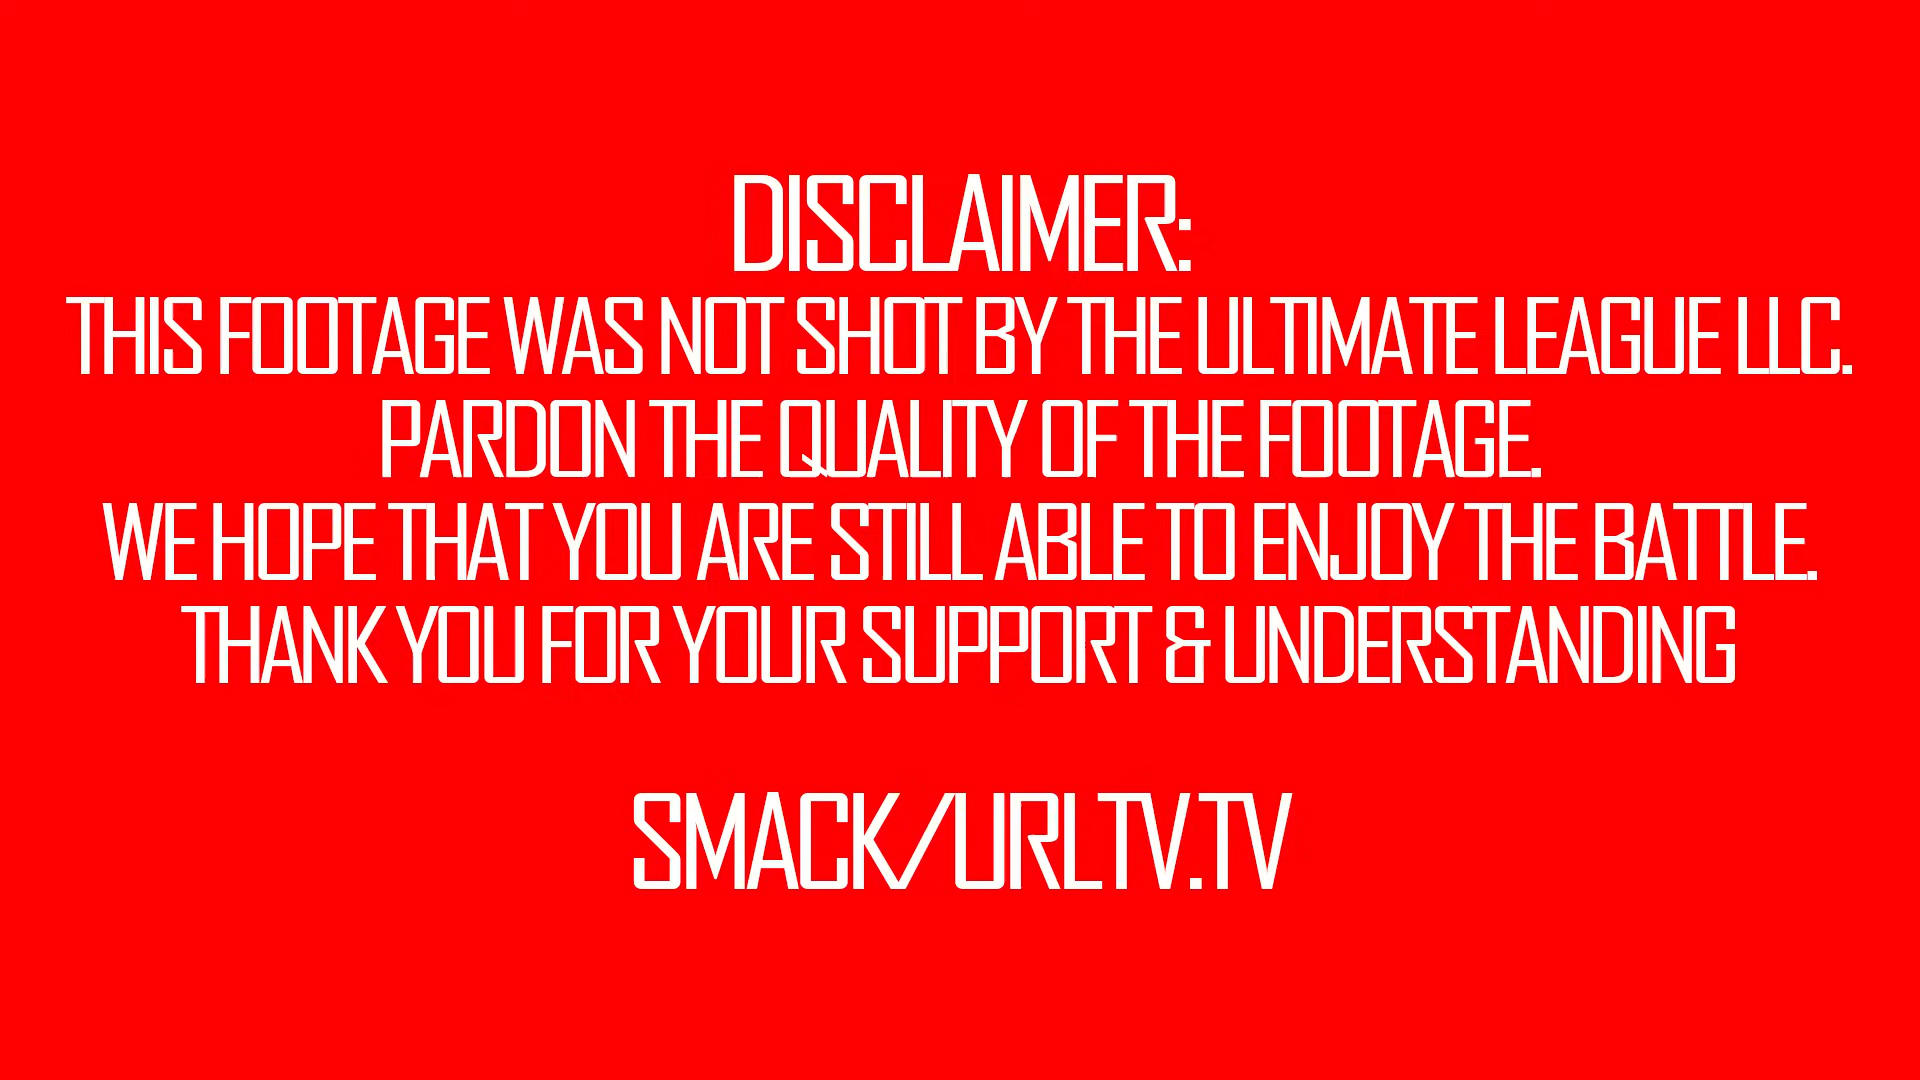 DISCLAIMER:
THIS FOOTAGE WAS NOT SHOT BY THE ULTIMATE LEAGUE LLC.
PARDON THE QUALITY OF THE FOOTAGE.
WE HOPE THAT YOU ARE STILL ABLE TO ENJOY THE BATTLE.
THANK YOU FOR YOUR SUPPORT & UNDERSTANDING
SMACK/URLTV.TV